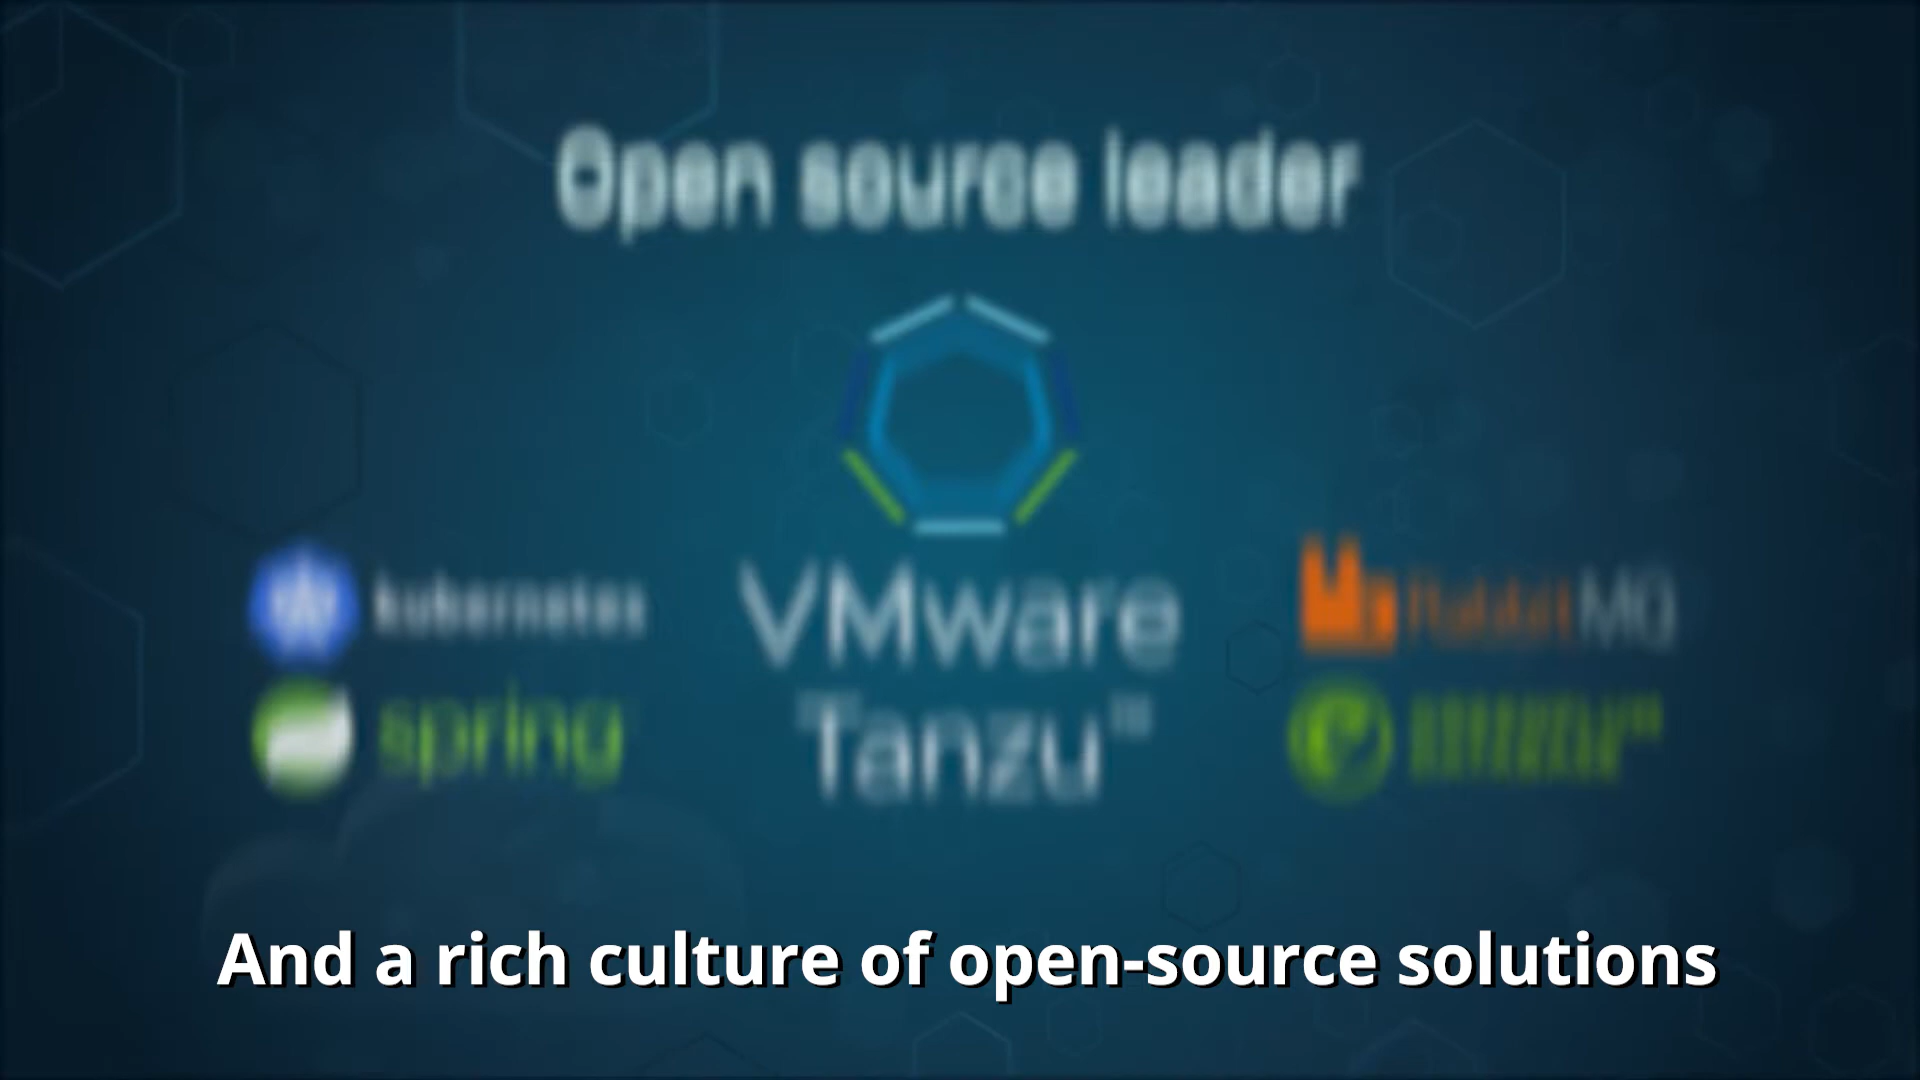 Open source leader
kubernetes
spring
VMware
Tanzu
RabbitMQ
And a rich culture of open-source solutions